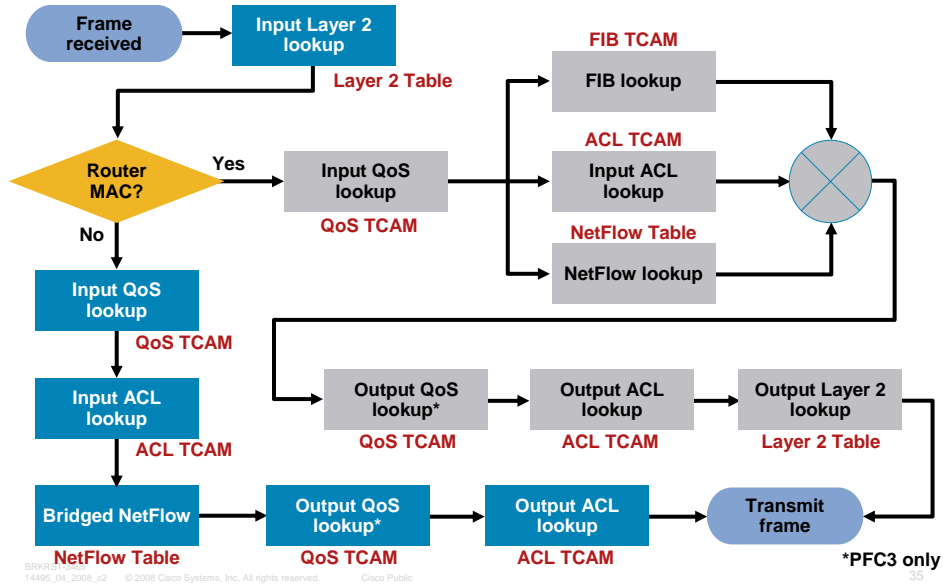 Frame
received
Input Layer 2
lookup
Layer 2 Table
FIB TCAM
FIB lookup
Router
MAC?
Yes
No
Input QoS
lookup
QoS TCAM
ACL TCAM
Input ACL
lookup
NetFlow Table
NetFlow lookup
Input QoS
lookup
QoS TCAM
Input ACL
lookup
ACL TCAM
Output QoS
lookup*
QoS TCAM
Output ACL
lookup
ACL TCAM
Output Layer 2
lookup
Layer 2 Table
Bridged NetFlow
NetFlow Table
Output QoS
lookup*
QoS TCAM
Output ACL
lookup
ACL TCAM
Transmit
frame
*PFC3 only
BRKRST-3465
14495_04_2008_c2 © 2008 Cisco Systems, Inc. All rights reserved. Cisco Public 35